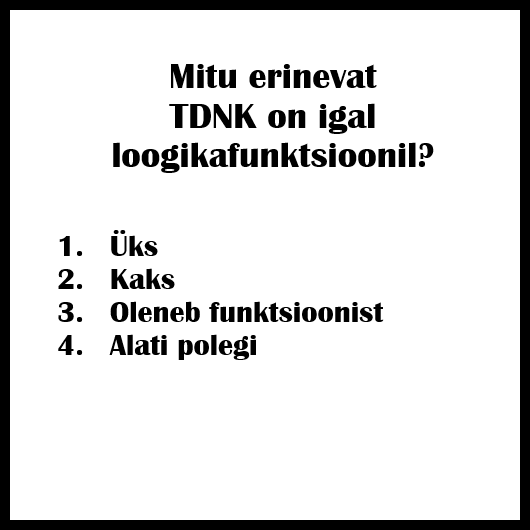 Mitu erinevat
TDNK on igal
loogikafunktsioonil?
1. Üks
2. Kaks
3. Oleneb funktsioonist
4. Alati polegi